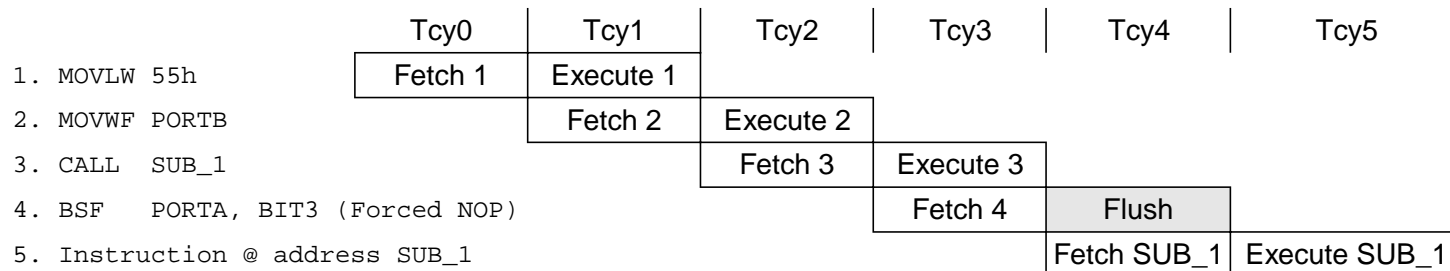 Tcy0 Tcy1 Tcy2 Tcy3 Tcy4 Tcy5
1. MOVLW 55h Fetch 1 Execute 1
2. MOVWF PORTB Fetch 2 Execute 2
3. CALL SUB_1 Fetch 3 Execute 3
4. BSF PORTA, BIT3 (Forced NOP) Fetch 4 Flush
5. Instruction @ address SUB_1 Fetch SUB_1 Execute SUB_1